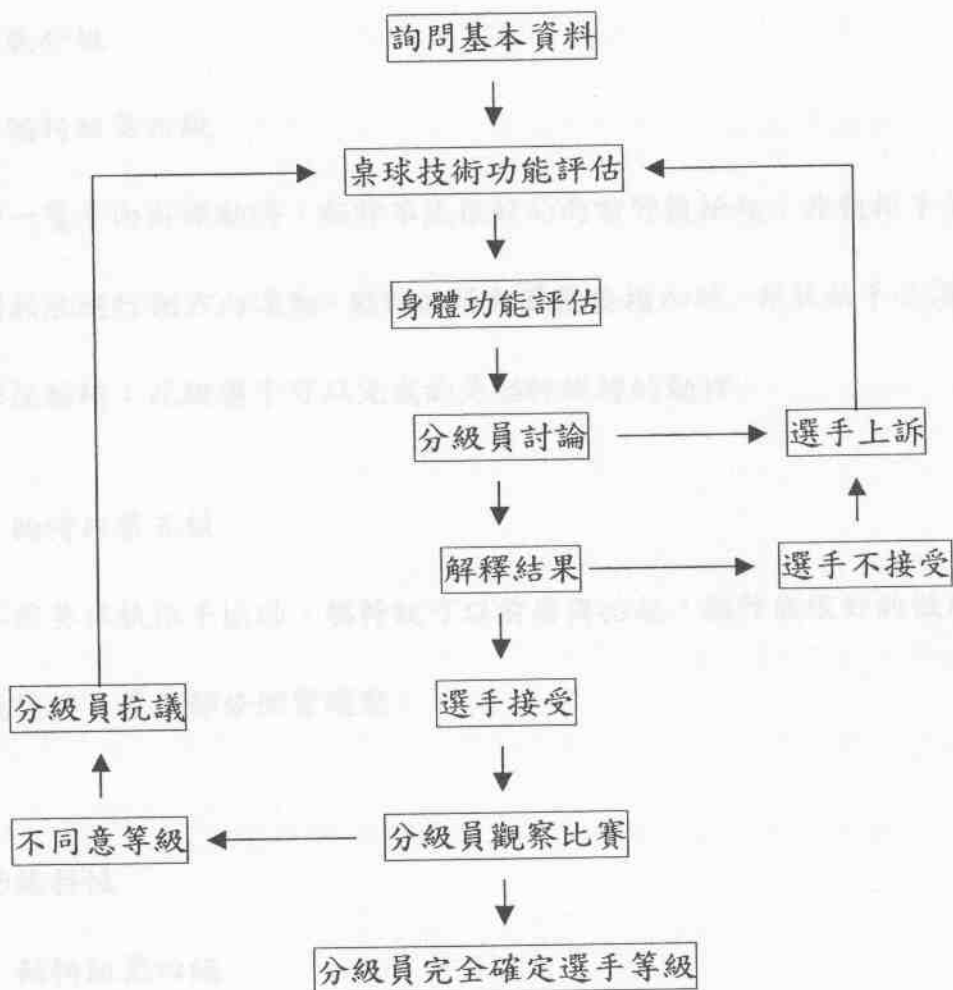 詢問基本資料
桌球技術功能評估
身體功能評估
分級員討論
選手上訴
解釋結果
選手不接受
分級員抗議
選手接受
不同意等級
分級員觀察比賽
分級員完全確定選手等級